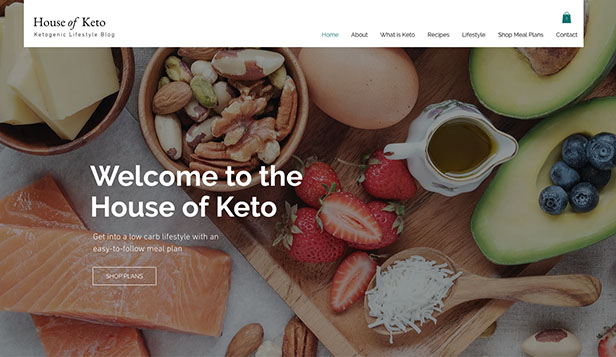 House of Keto
Ketogenic Lifestyle Blog
Home About What is Keto Recipes Lifestyle Shop Meal Plans Contact
Welcome to the
House of Keto
Get into a low carb lifestyle with an
easy-to-follow meal plan
SHOP PLANS